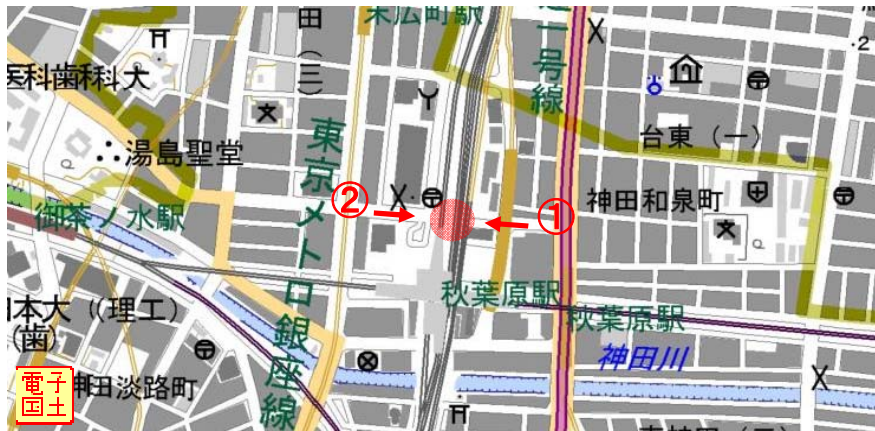 末広町駅
田(三)
一号線
・2
医科歯科大
東京メトロ銀座線
台東(一)
湯島聖堂
②
①
神田和泉町
御茶ノ水駅
秋葉原駅
秋葉原駅
本大((理工)
(歯)
神田川
電子
国土
神田淡路町